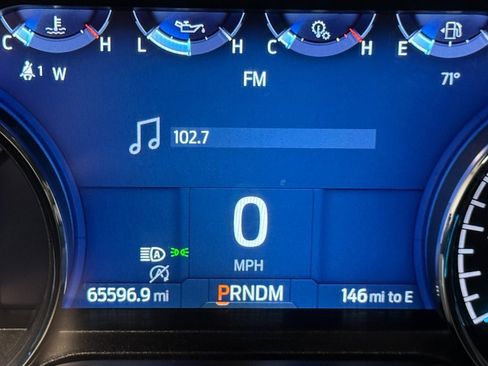 C H L H C H E
1 W FM 71°
102.7
0
MPH
A
A
65596.9 mi PRNDM 146 mi to E